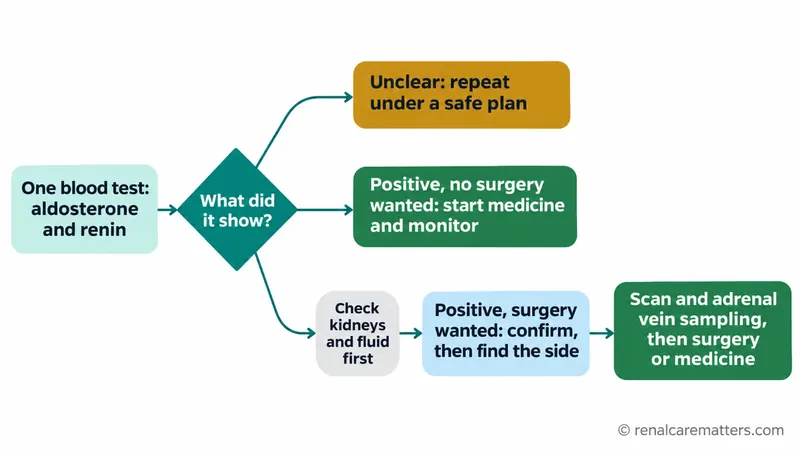 One blood test:
aldosterone
and renin
What did
it show?
Unclear: repeat
under a safe plan
Positive, no surgery
wanted: start medicine
and monitor
Check
kidneys
and fluid
first
Positive, surgery
wanted: confirm,
then find the side
Scan and adrenal
vein sampling,
then surgery
or medicine
© renalcarematters.com